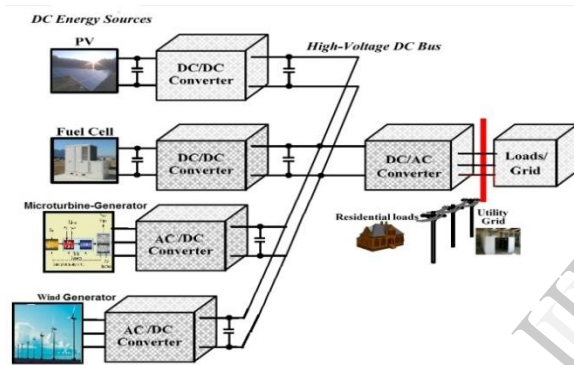 DC Energy Sources
PV
DC/DC
Converter
High-Voltage DC Bus
Fuel Cell
DC/DC
Converter
DC/AC
Converter
Loads/
Grid
Microturbine-Generator
AC/DC
Converter
Residential loads
Utility
Grid
Wind Generator
AC/DC
Converter